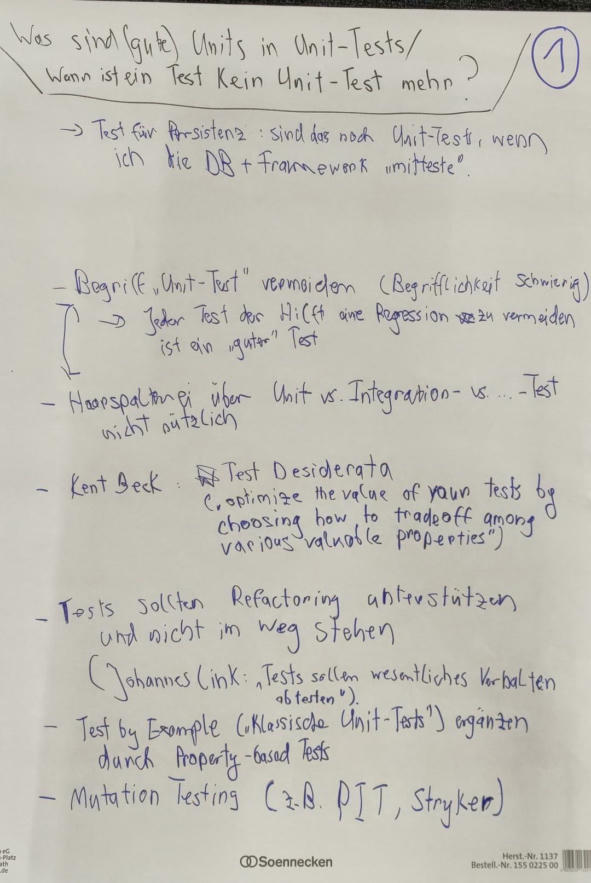 Was sind (gute) Units in Unit-Tests/
Wann ist ein Test kein Unit-Test mehr?
1
→ Test für Persistenz: sind das noch Unit-Tests, wenn
ich die DB + Framework „mitteste".
- Begriff „Unit-Test" vermeiden (Begrifflichkeit schwierig)
→ Jeder Test der Hilft eine Regression zu vermeiden
ist ein „guter" Test
- Haarspalterei über Unit vs. Integration- vs. ... -Test
nicht nützlich
- Kent Beck: Test Desiderata
(„optimize the value of your tests by
choosing how to tradeoff among
various valuable properties")
- Tests sollten Refactoring unterstützen
und nicht im Weg stehen
(Johannes Link: „Tests sollen wesentliches Verhalten
abtesten").
- Test by Example („Klassische Unit-Tests") ergänzen
durch Property-based Tests
- Mutation Testing (z.B. PIT, Stryker)
eG
-Platz
ath
.de
Soennecken
Herst.-Nr. 1137
Bestell.-Nr. 155 0225 00